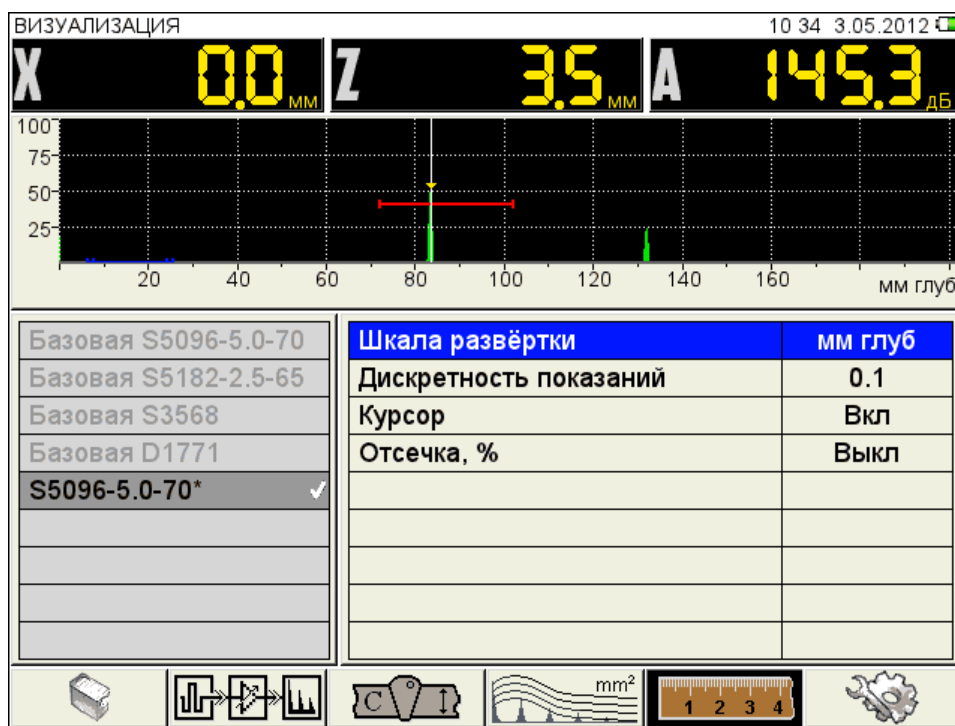 ВИЗУАЛИЗАЦИЯ 10 34 3.05.2012
X 0.0 мм Z 3.5 мм A 145.3 дБ
100
75
50
25
20 40 60 80 100 120 140 160 мм глуб
Базовая S5096-5.0-70
Базовая S5182-2.5-65
Базовая S3568
Базовая D1771
S5096-5.0-70*
Шкала развёртки мм глуб
Дискретность показаний 0.1
Курсор Вкл
Отсечка, % Выкл
C mm² 1 2 3 4